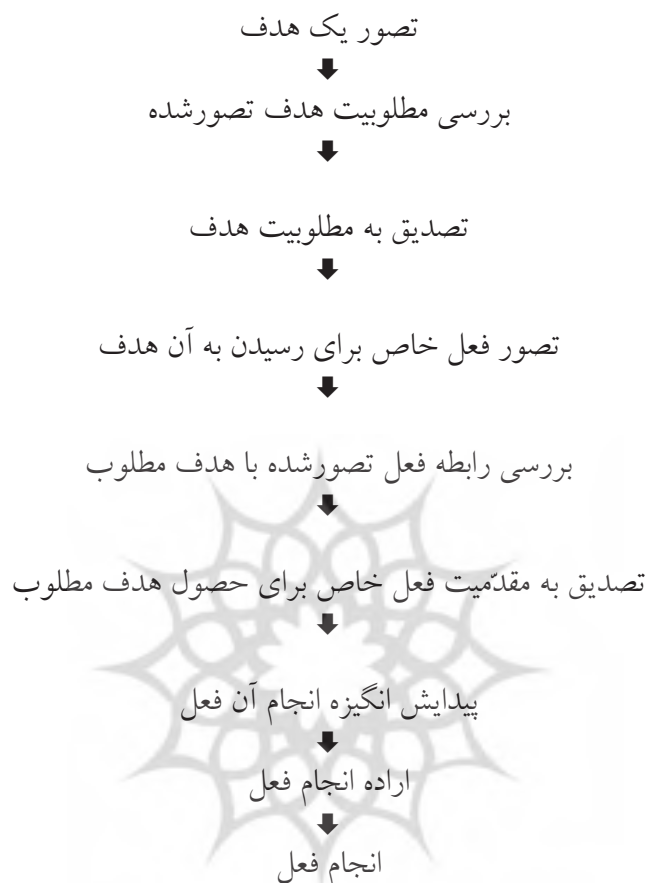 تصور یک هدف
بررسی مطلوبیت هدف تصورشده
تصدیق به مطلوبیت هدف
تصور فعل خاص برای رسیدن به آن هدف
بررسی رابطه فعل تصورشده با هدف مطلوب
تصدیق به مقدّمیت فعل خاص برای حصول هدف مطلوب
پیدایش انگیزه انجام آن فعل
اراده انجام فعل
انجام فعل